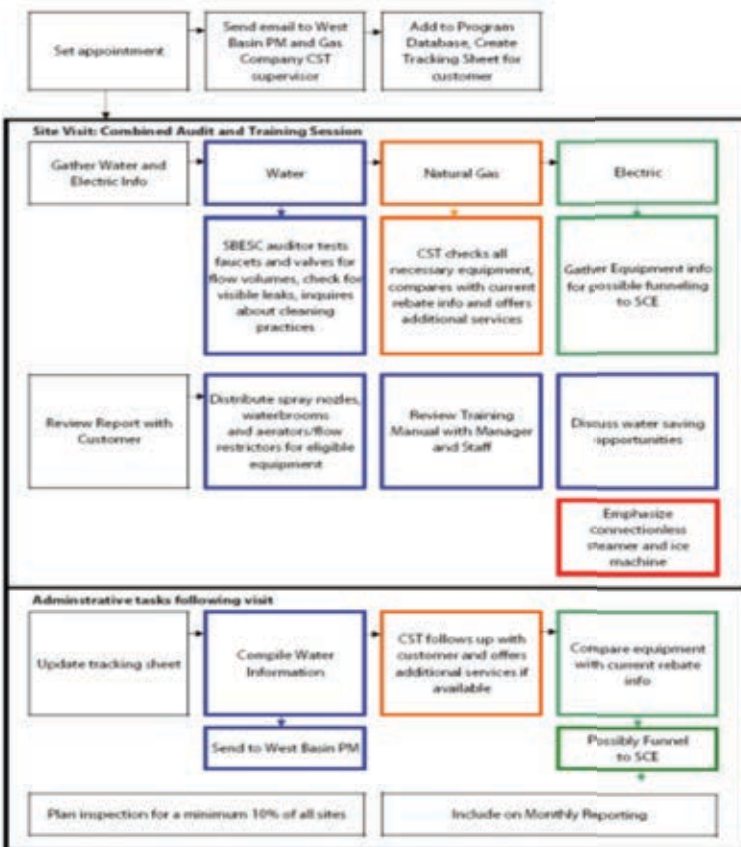 Set appointment
Send email to West
Basin PM and Gas
Company CST
supervisor
Add to Program
Database, Create
Tracking Sheet for
customer
Site Visit: Combined Audit and Training Session
Gather Water and
Electric Info
Water
Natural Gas
Electric
SBESC auditor tests
faucets and valves for
flow volumes, check for
visible leaks, inquires
about cleaning
practices
CST checks all
necessary equipment,
compares with current
rebate info and offers
additional services
Gather Equipment info
for possible funneling
to SCE
Review Report with
Customer
Distribute spray nozles,
waterbrooms
and aerators/flow
restrictors for eligible
equipment
Review Training
Manual with Manager
and Staff
Discuss water saving
opportunities
Emphasize
connectionless
steamer and ice
machine
Adminstrative tasks following visit
Update tracking sheet
Compile Water
Information
CST follows up with
customer and offers
additional services if
available
Compare equipment
with current rebate
info
Send to West Basin PM
Possibly Funnel
to SCE
Plan inspection for a minimum 10% of all sites
Include on Monthly Reporting